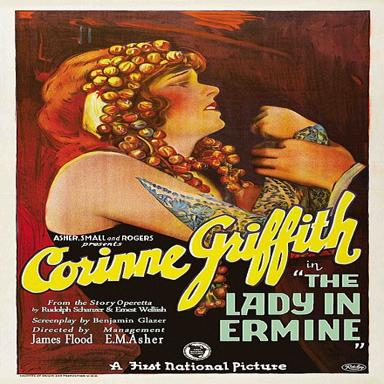 ASHER, SMALL and ROGERS
presents
Corinne Griffith
in
"THE
LADY IN
ERMINE"
From the Story Operetta
by Rudolph Schanzer & Ernest Wellisch
Screenplay by Benjamin Glazer
Directed by Management
James Flood E.M.Asher
A First National Picture